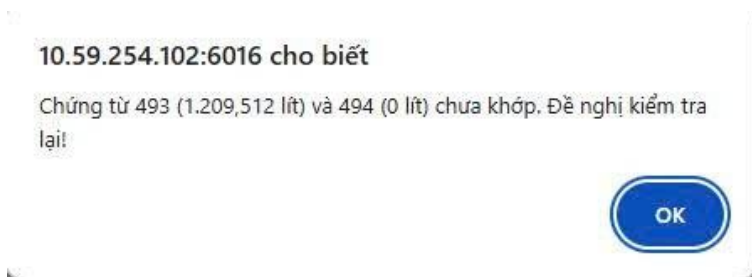 10.59.254.102:6016 cho biết
Chứng từ 493 (1.209,512 lít) và 494 (0 lít) chưa khớp. Đề nghị kiểm tra
lại!
OK